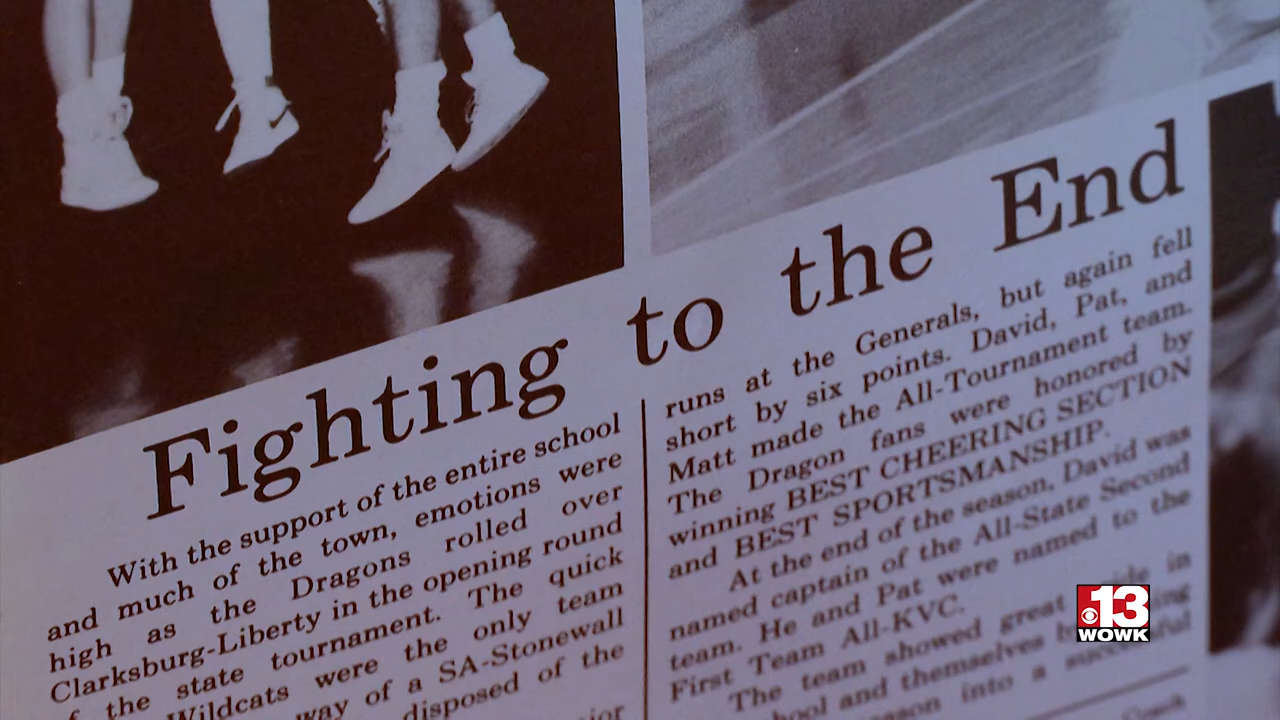 Fighting to the End
With the support of the entire school
and much of the town, emotions were
high as the Dragons rolled over
Clarksburg-Liberty in the opening round
the state tournament. The quick
Wildcats were the only team
way of a SA-Stonewall
disposed of the
runs at the Generals, but again fell
short by six points. David, Pat, and
Matt made the All-Tournament team.
The Dragon fans were honored by
winning BEST CHEERING SECTION
and BEST SPORTSMANSHIP.
At the end of the season, David was
named captain of the All-State Second
team. He and Pat were named to the
First Team All-KVC.
The team showed great in
and themselves
into a
Coach
13
WOWK